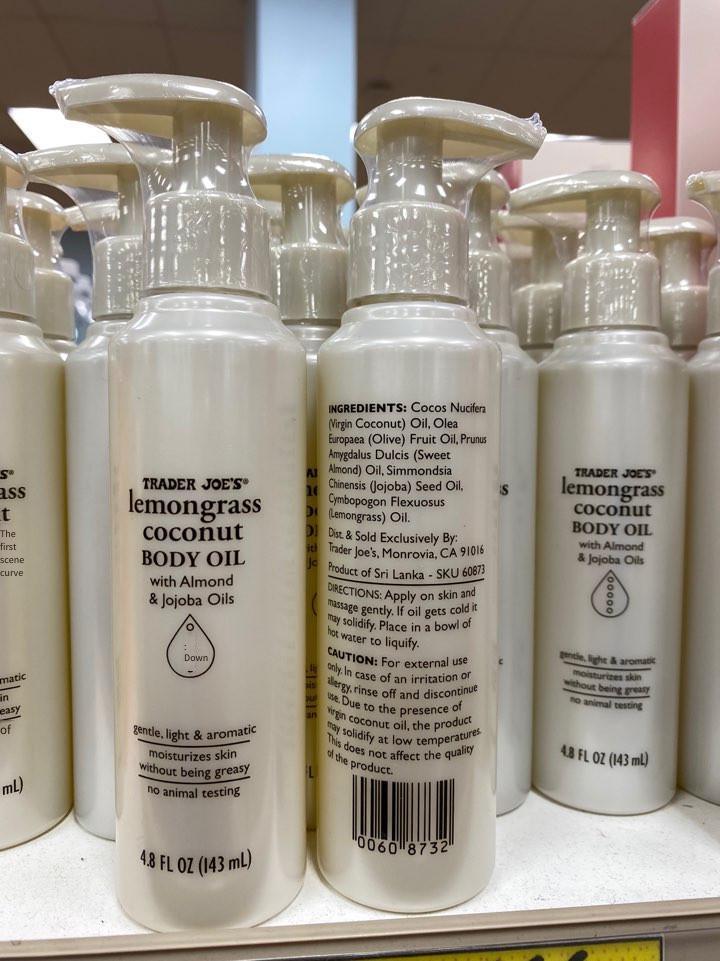 TRADER JOE'S®
lemongrass
coconut
BODY OIL
with Almond
& Jojoba Oils
Down
gentle, light & aromatic
moisturizes skin
without being greasy
no animal testing
4.8 FL OZ (143 mL)
INGREDIENTS: Cocos Nucifera
(Virgin Coconut) Oil, Olea
Europaea (Olive) Fruit Oil, Prunus
Amygdalus Dulcis (Sweet
Almond) Oil, Simmondsia
Chinensis (Jojoba) Seed Oil,
Cymbopogon Flexuosus
(Lemongrass) Oil.
Dist. & Sold Exclusively By:
Trader Joe's, Monrovia, CA 91016
Product of Sri Lanka - SKU 60873
DIRECTIONS: Apply on skin and
massage gently. If oil gets cold it
may solidify. Place in a bowl of
hot water to liquify.
CAUTION: For external use
only. In case of an irritation or
allergy, rinse off and discontinue
use. Due to the presence of
virgin coconut oil, the product
may solidify at low temperatures.
This does not affect the quality
of the product.
0060 8732
TRADER JOE'S®
lemongrass
coconut
BODY OIL
with Almond
& Jojoba Oils
gentle, light & aromatic
moisturizes skin
without being greasy
no animal testing
4.8 FL OZ (143 mL)
The
first
scene
curve
of
mL)